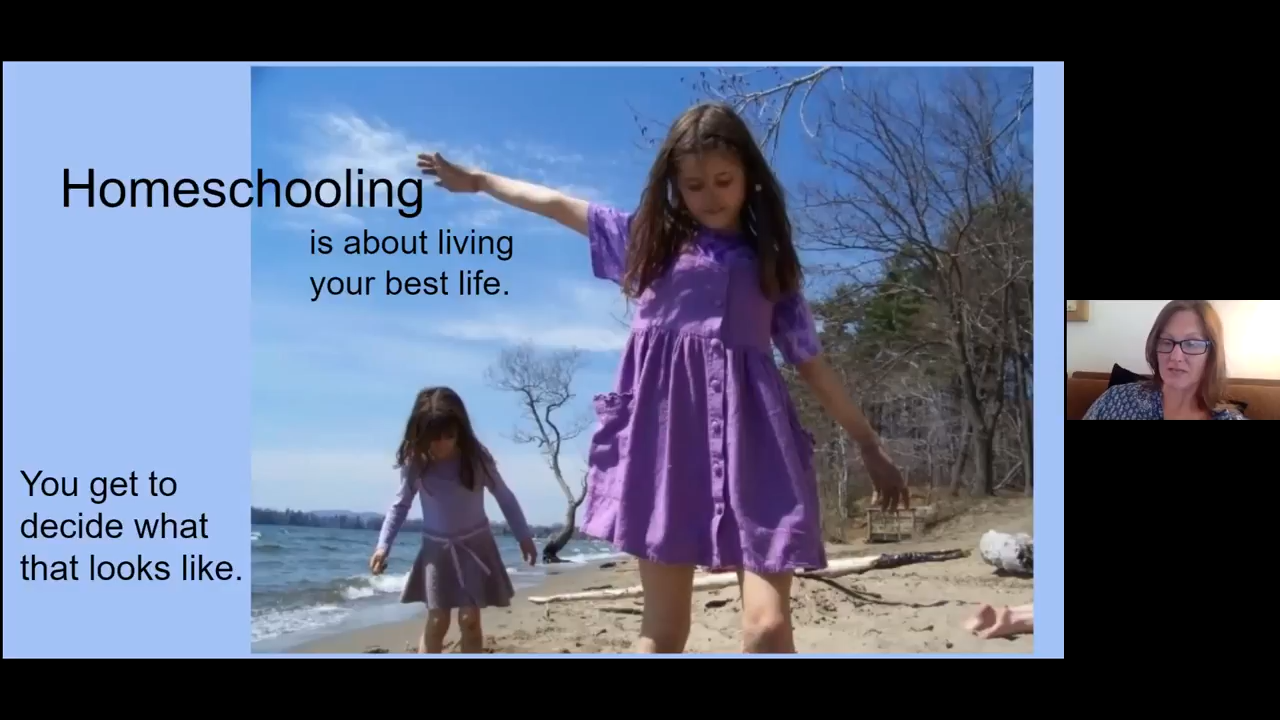 Homeschooling
is about living
your best life.
You get to
decide what
that looks like.